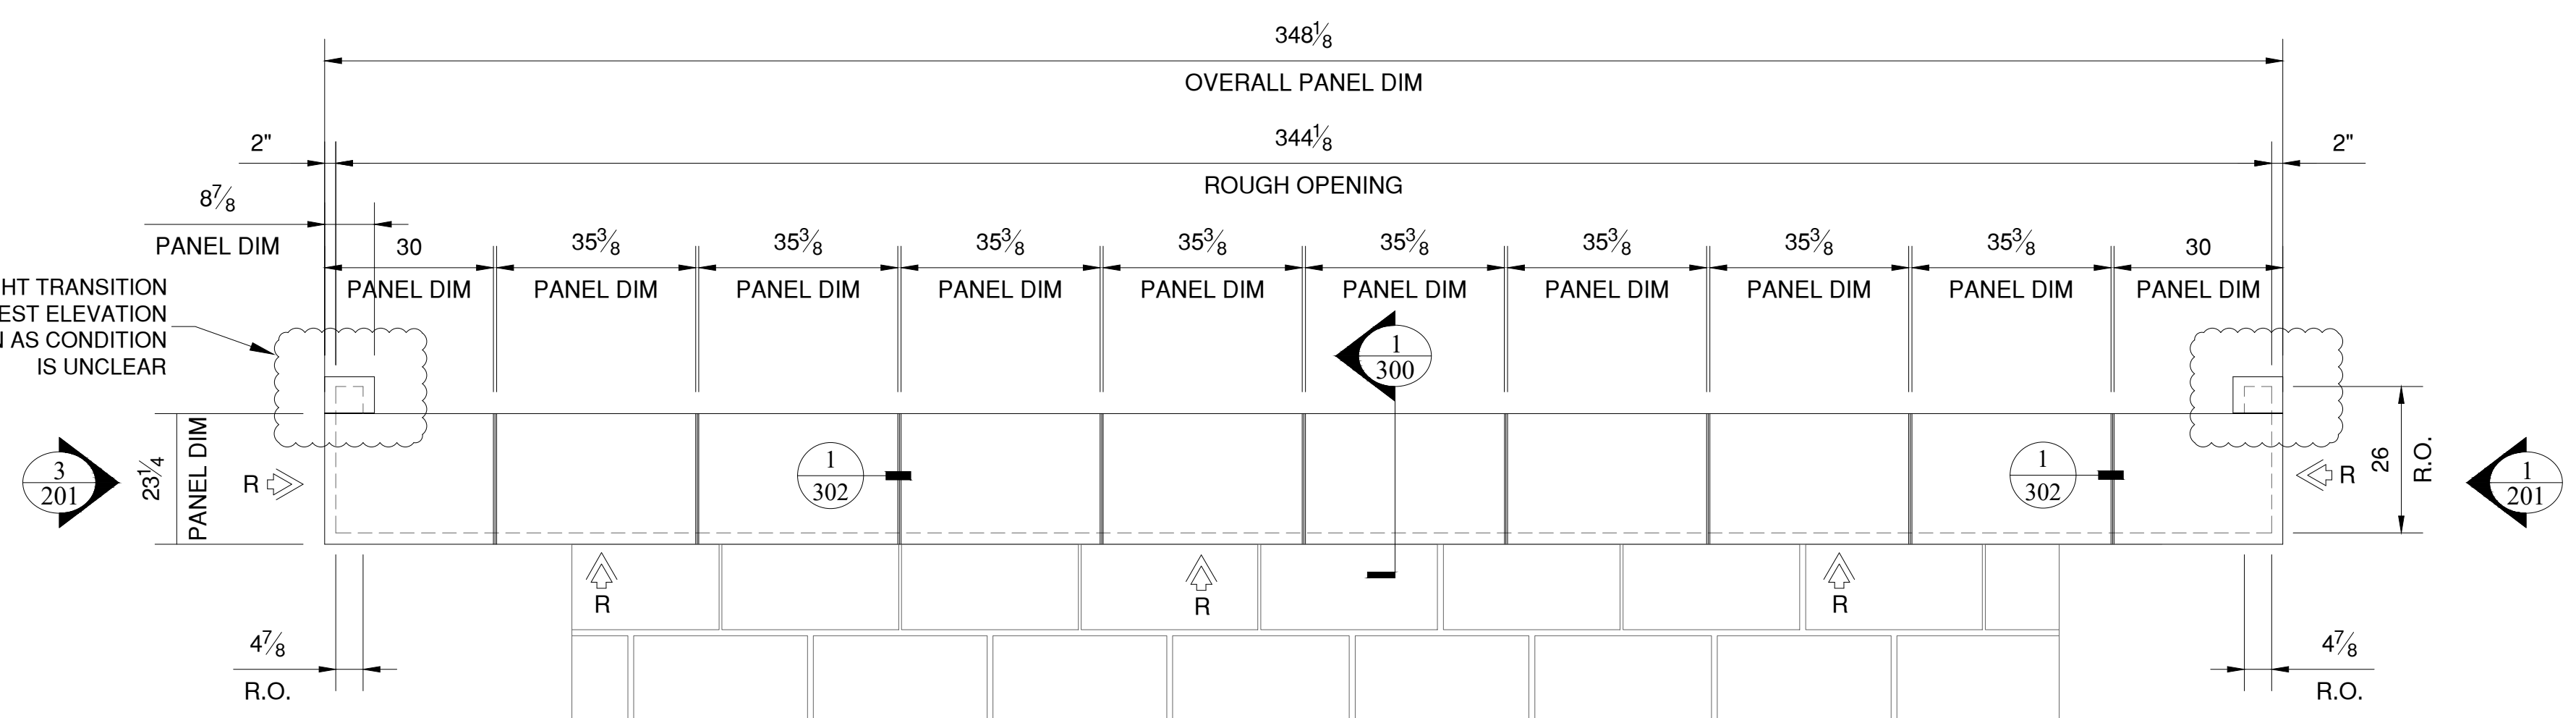 348⅛
OVERALL PANEL DIM
2"
344⅛
2"
ROUGH OPENING
8⅞
PANEL DIM
30
35⅜
35⅜
35⅜
35⅜
35⅜
35⅜
35⅜
35⅜
30
PANEL DIM
PANEL DIM
PANEL DIM
PANEL DIM
PANEL DIM
PANEL DIM
PANEL DIM
PANEL DIM
PANEL DIM
PANEL DIM
HT TRANSITION
EST ELEVATION
N AS CONDITION
IS UNCLEAR
1
300
3
201
23¼
PANEL DIM
R
1
302
1
302
R
26
R.O.
1
201
R
R
R
4⅞
R.O.
4⅞
R.O.